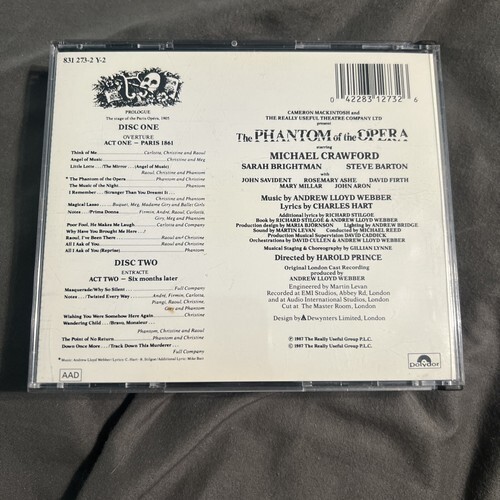 831 273-2 Y-2
PROLOGUE
The stage of the Paris Opera, 1905
DISC ONE
OVERTURE
ACT ONE – PARIS 1861
Think of Me Carlotta, Christine and Raoul
Angel of Music Christine and Meg
Little Lotte... /The Mirror... (Angel of Music)
Raoul, Christine and Phantom
* The Phantom of the Opera Phantom and Christine
The Music of the Night Phantom
I Remember... /Stranger Than You Dreamt It...
Christine and Phantom
Magical Lasso Buquet, Meg, Madame Giry and Ballet Girls
Notes... /Prima Donna Firmin, André, Raoul, Carlotta,
Giry, Meg and Phantom
Poor Fool, He Makes Me Laugh Carlotta and Company
Why Have You Brought Me Here... /
Raoul, I've Been There Raoul and Christine
All I Ask of You Raoul and Christine
All I Ask of You (Reprise) Phantom
DISC TWO
ENTR'ACTE
ACT TWO – Six months later
Masquerade/Why So Silent Full Company
Notes... /Twisted Every Way André, Firmin, Carlotta,
Piangi, Raoul, Christine,
Giry and Phantom
Wishing You Were Somehow Here Again Christine
Wandering Child... /Bravo, Monsieur...
Phantom, Christine and Raoul
The Point of No Return Phantom and Christine
Down Once More... /Track Down This Murderer...
Full Company
*Music: Andrew Lloyd Webber/Lyrics: C. Hart · R. Stilgoe/Additional Lyric: Mike Batt
AAD
0 42283 12732 6
CAMERON MACKINTOSH and
THE REALLY USEFUL THEATRE COMPANY LTD
present
The PHANTOM of the OPERA
starring
MICHAEL CRAWFORD
SARAH BRIGHTMAN STEVE BARTON
with
JOHN SAVIDENT ROSEMARY ASHE DAVID FIRTH
MARY MILLAR JOHN ARON
Music by ANDREW LLOYD WEBBER
Lyrics by CHARLES HART
Additional lyrics by RICHARD STILGOE
Book by RICHARD STILGOE & ANDREW LLOYD WEBBER
Production design by MARIA BJÖRNSON Lighting by ANDREW BRIDGE
Sound by MARTIN LEVAN Conducted by MICHAEL REED
Production Musical Supervision DAVID CADDICK
Orchestrations by DAVID CULLEN & ANDREW LLOYD WEBBER
Musical Staging & Choreography by GILLIAN LYNNE
Directed by HAROLD PRINCE
Original London Cast Recording
produced by
ANDREW LLOYD WEBBER
Engineered by Martin Levan
Recorded at EMI Studios, Abbey Rd, London
and at Audio International Studios, London
Cut at The Master Room, London
Design by Dewynters Limited, London
℗ 1987 The Really Useful Group P.L.C.
© 1987 The Really Useful Group P.L.C.
Polydor